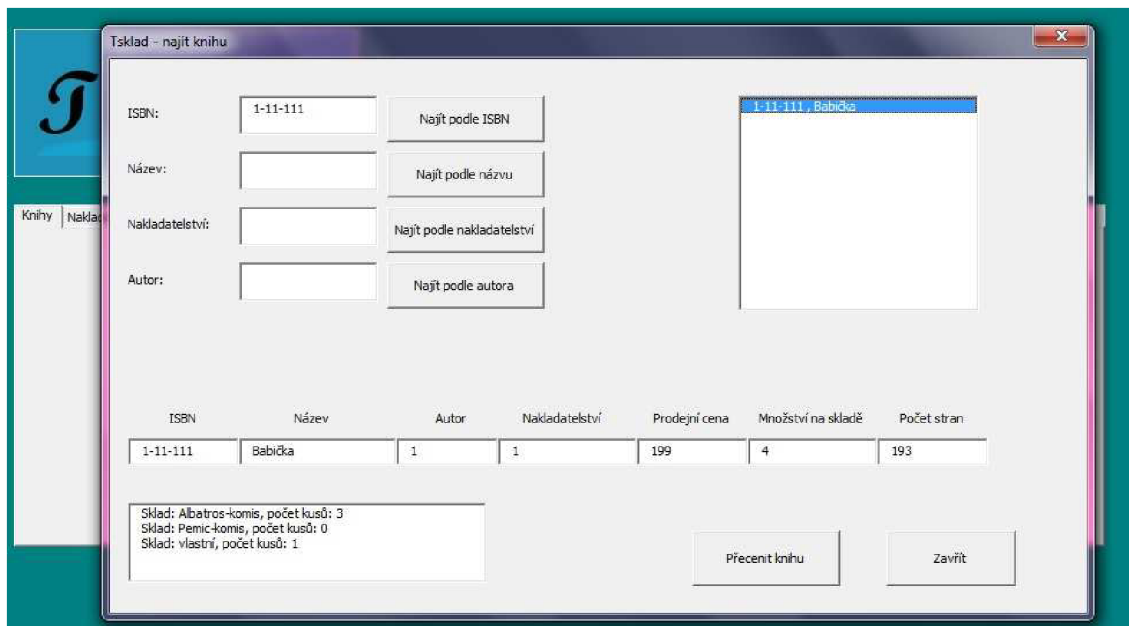 Tsklad - najít knihu
T
Knihy
ISBN: 1-11-111 Najít podle ISBN
Název: Najít podle názvu
Nakladatelství: Najít podle nakladatelství
Autor: Najít podle autora
1-11-111 , Babička
ISBN Název Autor Nakladatelství Prodejní cena Množství na skladě Počet stran
1-11-111 Babička 1 1 199 4 193
Sklad: Albatros-komis, počet kusů: 3
Sklad: Pemic-komis, počet kusů: 0
Sklad: vlastní, počet kusů: 1
Přecenit knihu Zavřít